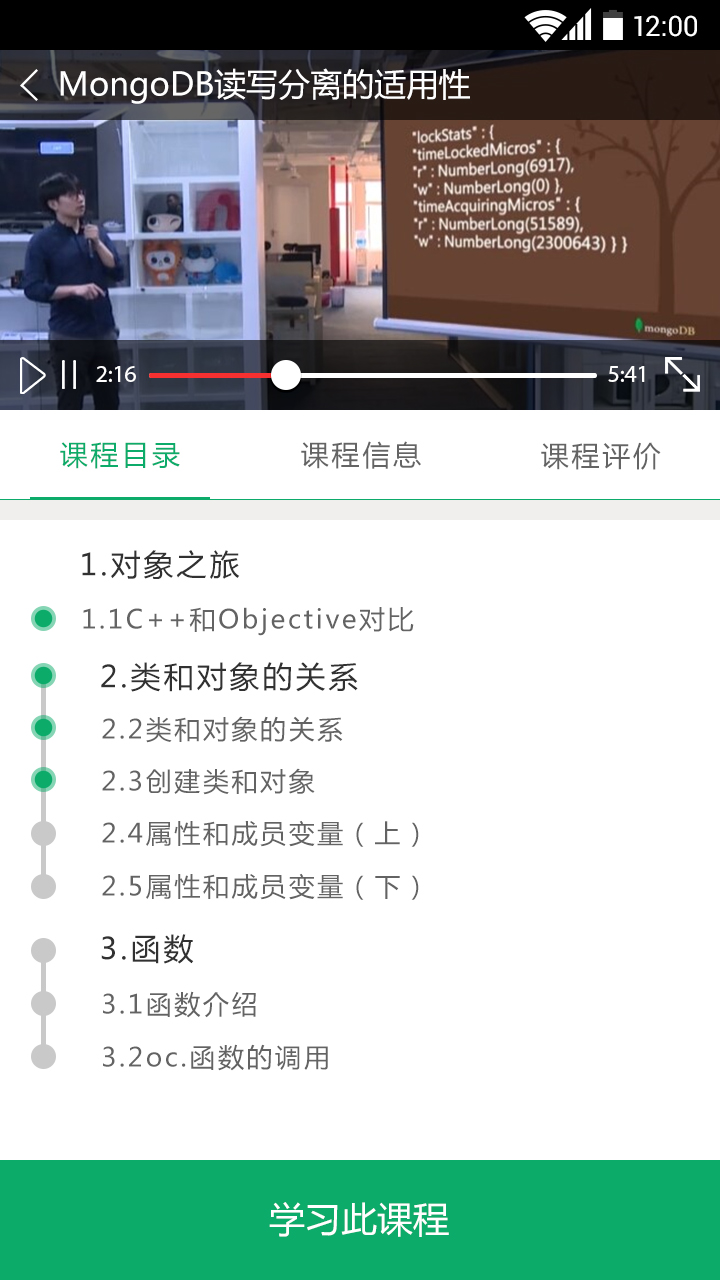 12:00
MongoDB读写分离的适用性
"lockStats" : {
"timeLockedMicros" : {
"r" : NumberLong(6917),
"w" : NumberLong(0) },
"timeAcquiringMicros" : {
"r" : NumberLong(51589),
"w" : NumberLong(2300643) } }
mongoDB
2:16
5:41
课程目录 课程信息 课程评价
1.对象之旅
1.1C++和Objective对比
2.类和对象的关系
2.2类和对象的关系
2.3创建类和对象
2.4属性和成员变量（上）
2.5属性和成员变量（下）
3.函数
3.1函数介绍
3.2oc.函数的调用
学习此课程